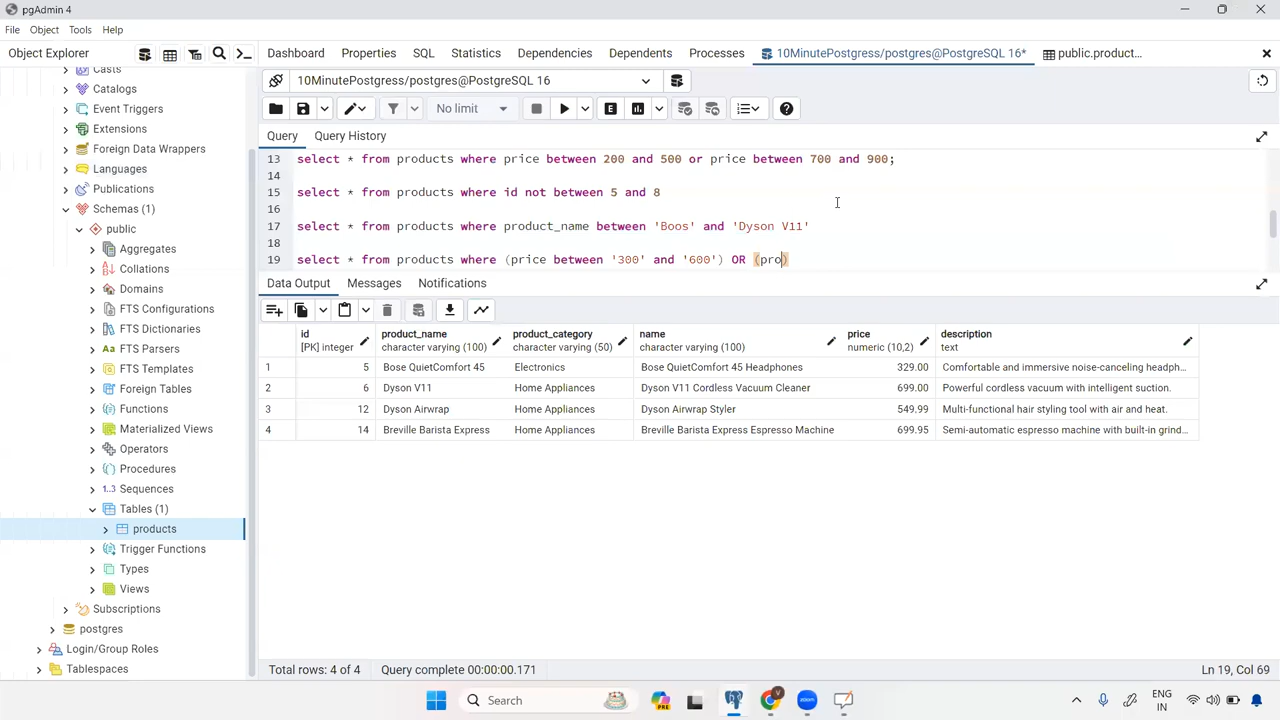 pgAdmin 4
File Object Tools Help
Object Explorer
Dashboard Properties SQL Statistics Dependencies Dependents Processes 10MinutePostgress/postgres@PostgreSQL 16* public.product...
10MinutePostgress/postgres@PostgreSQL 16
No limit
Query Query History
13 select * from products where price between 200 and 500 or price between 700 and 900;
14
15 select * from products where id not between 5 and 8
16
17 select * from products where product_name between 'Boos' and 'Dyson V11'
18
19 select * from products where (price between '300' and '600') OR (pro)
Data Output Messages Notifications
id product_name product_category name price description
[PK] integer character varying (100) character varying (50) character varying (100) numeric (10,2) text
1 5 Bose QuietComfort 45 Electronics Bose QuietComfort 45 Headphones 329.00 Comfortable and immersive noise-canceling headph...
2 6 Dyson V11 Home Appliances Dyson V11 Cordless Vacuum Cleaner 699.00 Powerful cordless vacuum with intelligent suction.
3 12 Dyson Airwrap Home Appliances Dyson Airwrap Styler 549.99 Multi-functional hair styling tool with air and heat.
4 14 Breville Barista Express Home Appliances Breville Barista Express Espresso Machine 699.95 Semi-automatic espresso machine with built-in grind...
Total rows: 4 of 4 Query complete 00:00:00.171 Ln 19, Col 69
Casts
Catalogs
Event Triggers
Extensions
Foreign Data Wrappers
Languages
Publications
Schemas (1)
public
Aggregates
Collations
Domains
FTS Configurations
FTS Dictionaries
Aa FTS Parsers
FTS Templates
Foreign Tables
Functions
Materialized Views
Operators
Procedures
1..3 Sequences
Tables (1)
products
Trigger Functions
Types
Views
Subscriptions
postgres
Login/Group Roles
Tablespaces
Search
PRE
V
zoom
ENG
IN